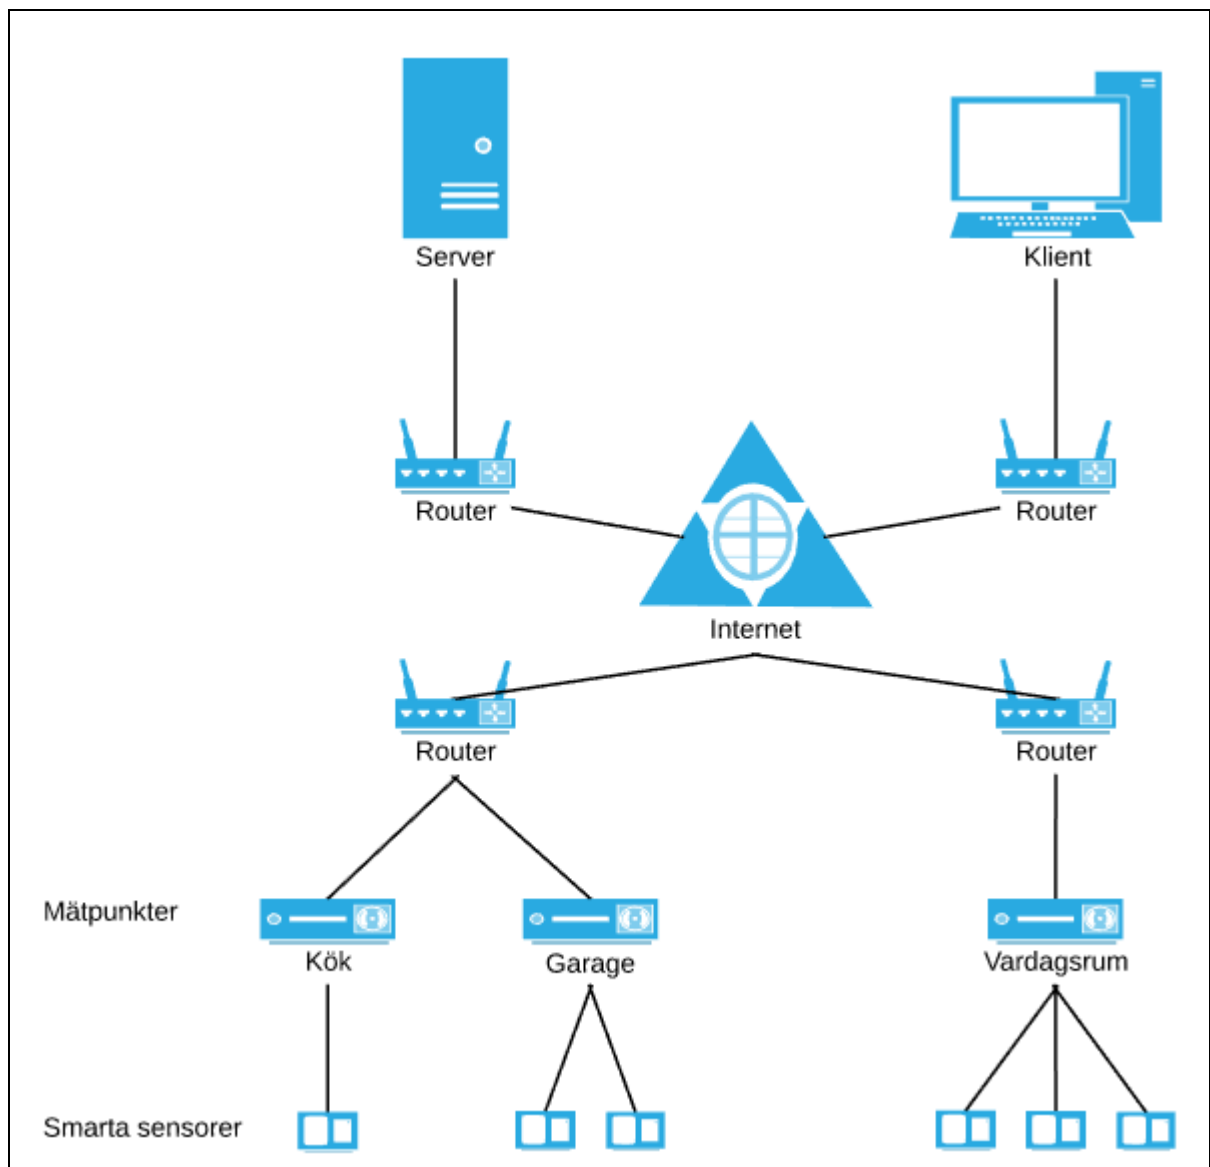 Server
Klient
Router
Router
Internet
Router
Router
Mätpunkter
Kök
Garage
Vardagsrum
Smarta sensorer